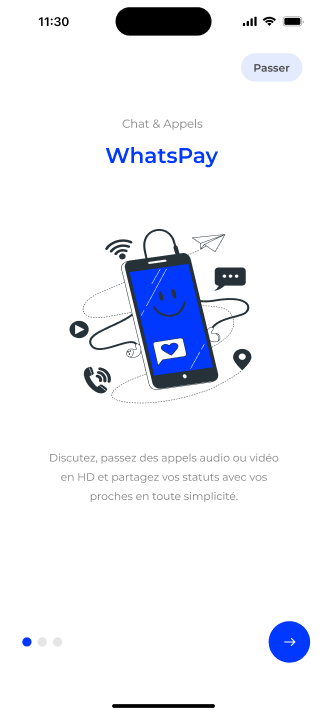 11:30
Passer
Chat & Appels
WhatsPay
Discutez, passez des appels audio ou vidéo
en HD et partagez vos statuts avec vos
proches en toute simplicité.